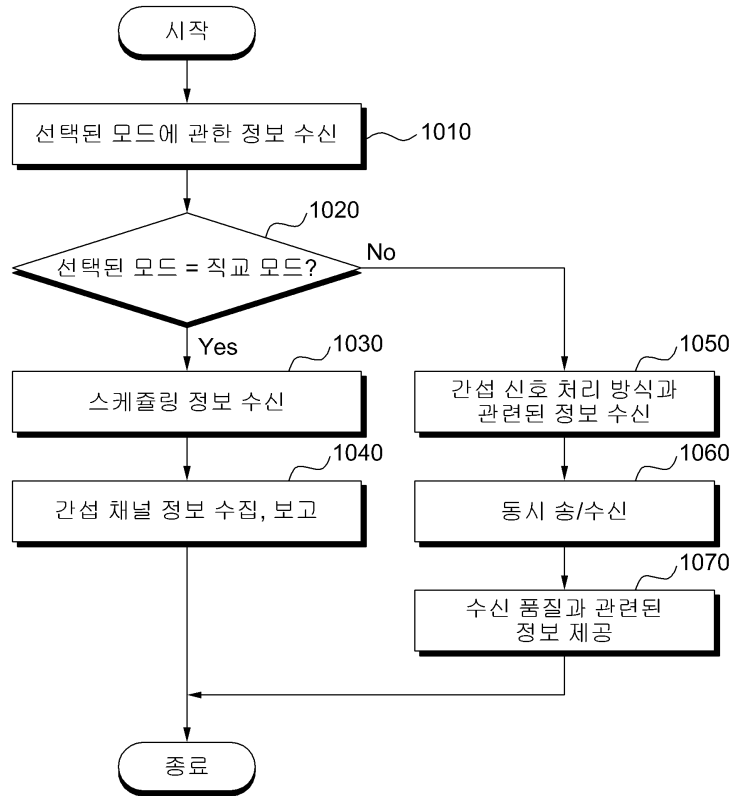 시작
선택된 모드에 관한 정보 수신
1010
1020
선택된 모드 = 직교 모드?
No
Yes
1030
스케쥴링 정보 수신
1040
간섭 채널 정보 수집, 보고
1050
간섭 신호 처리 방식과
관련된 정보 수신
1060
동시 송/수신
1070
수신 품질과 관련된
정보 제공
종료